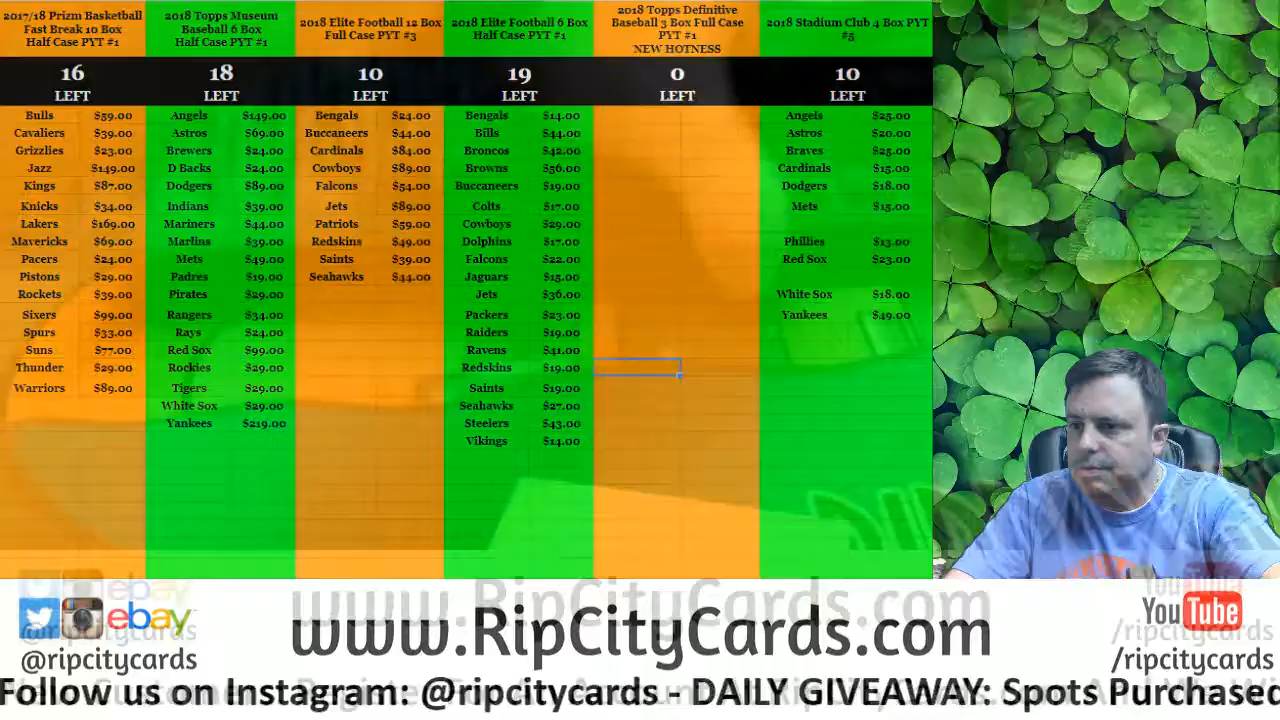 2017/18 Prizm Basketball
Fast Break 10 Box
Half Case PYT #1
16
LEFT
Bulls $59.00
Cavaliers $39.00
Grizzlies $23.00
Jazz $149.00
Kings $87.00
Knicks $34.00
Lakers $169.00
Mavericks $69.00
Pacers $24.00
Pistons $29.00
Rockets $39.00
Sixers $99.00
Spurs $33.00
Suns $77.00
Thunder $29.00
Warriors $89.00
2018 Topps Museum
Baseball 6 Box
Half Case PYT #1
18
LEFT
Angels $149.00
Astros $69.00
Brewers $24.00
D Backs $24.00
Dodgers $89.00
Indians $39.00
Mariners $44.00
Marlins $39.00
Mets $49.00
Padres $19.00
Pirates $29.00
Rangers $34.00
Rays $24.00
Red Sox $99.00
Rockies $29.00
Tigers $29.00
White Sox $29.00
Yankees $219.00
2018 Elite Football 12 Box
Full Case PYT #3
10
LEFT
Bengals $24.00
Buccaneers $44.00
Cardinals $84.00
Cowboys $89.00
Falcons $54.00
Jets $89.00
Patriots $59.00
Redskins $49.00
Saints $39.00
Seahawks $44.00
2018 Elite Football 6 Box
Half Case PYT #1
19
LEFT
Bengals $14.00
Bills $44.00
Broncos $42.00
Browns $56.00
Buccaneers $19.00
Colts $17.00
Cowboys $29.00
Dolphins $17.00
Falcons $22.00
Jaguars $15.00
Jets $36.00
Packers $23.00
Raiders $19.00
Ravens $41.00
Redskins $19.00
Saints $19.00
Seahawks $27.00
Steelers $43.00
Vikings $14.00
2018 Topps Definitive
Baseball 3 Box Full Case
PYT #1
NEW HOTNESS
0
LEFT
2018 Stadium Club 4 Box PYT
#5
10
LEFT
Angels $25.00
Astros $20.00
Braves $25.00
Cardinals $15.00
Dodgers $18.00
Mets $15.00
Phillies $13.00
Red Sox $23.00
White Sox $18.00
Yankees $49.00
ebay
@ripcitycards
www.RipCityCards.com
YouTube
/ripcitycards
Follow us on Instagram: @ripcitycards - DAILY GIVEAWAY: Spots Purchased